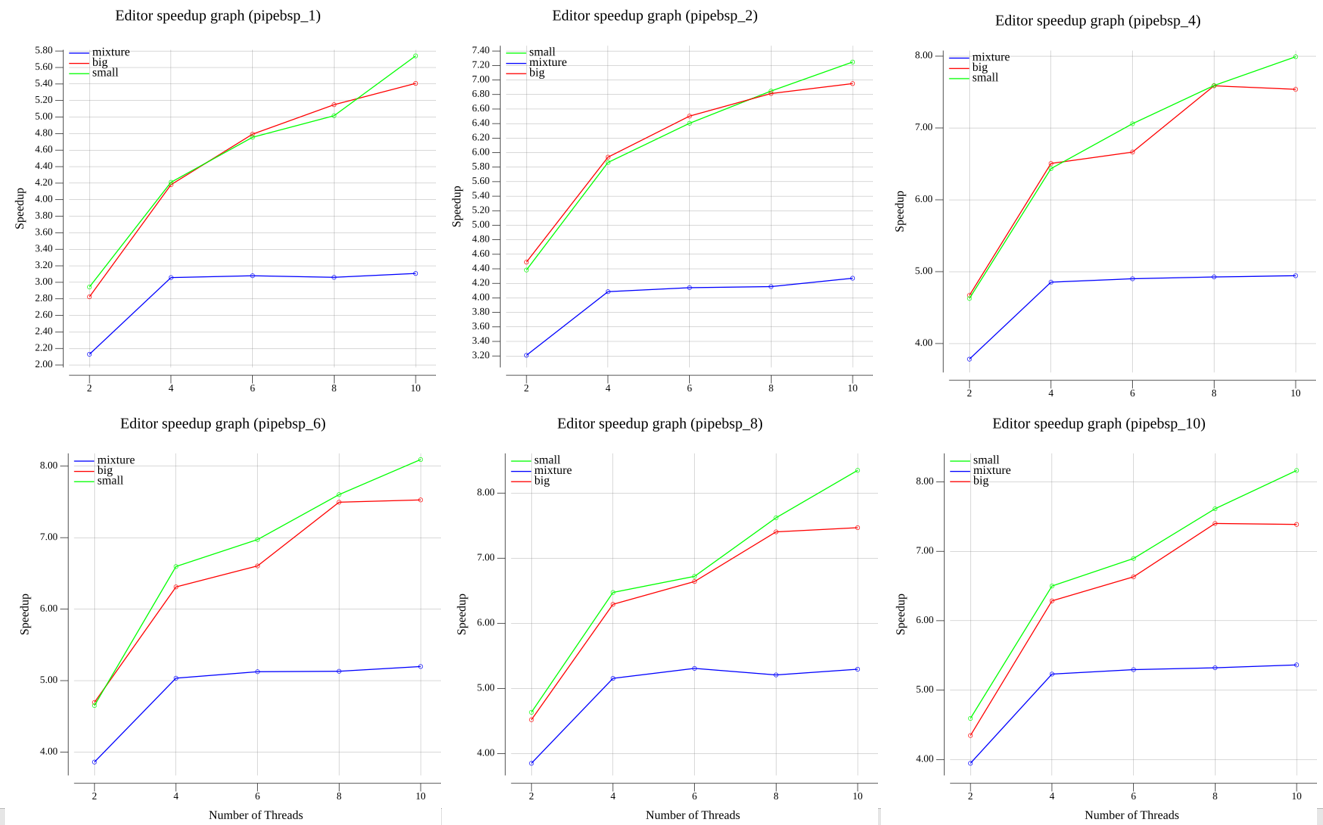 Editor speedup graph (pipebsp_1)
mixture
big
small
5.80
5.60
5.40
5.20
5.00
4.80
4.60
4.40
4.20
4.00
3.80
3.60
3.40
3.20
3.00
2.80
2.60
2.40
2.20
2.00
Speedup
2 4 6 8 10
Editor speedup graph (pipebsp_2)
small
mixture
big
7.40
7.20
7.00
6.80
6.60
6.40
6.20
6.00
5.80
5.60
5.40
5.20
5.00
4.80
4.60
4.40
4.20
4.00
3.80
3.60
3.40
3.20
Speedup
2 4 6 8 10
Editor speedup graph (pipebsp_4)
mixture
big
small
8.00
7.00
6.00
5.00
4.00
Speedup
2 4 6 8 10
Editor speedup graph (pipebsp_6)
mixture
big
small
8.00
7.00
6.00
5.00
4.00
Speedup
2 4 6 8 10
Number of Threads
Editor speedup graph (pipebsp_8)
small
mixture
big
8.00
7.00
6.00
5.00
4.00
Speedup
2 4 6 8 10
Number of Threads
Editor speedup graph (pipebsp_10)
small
mixture
big
8.00
7.00
6.00
5.00
4.00
Speedup
2 4 6 8 10
Number of Threads